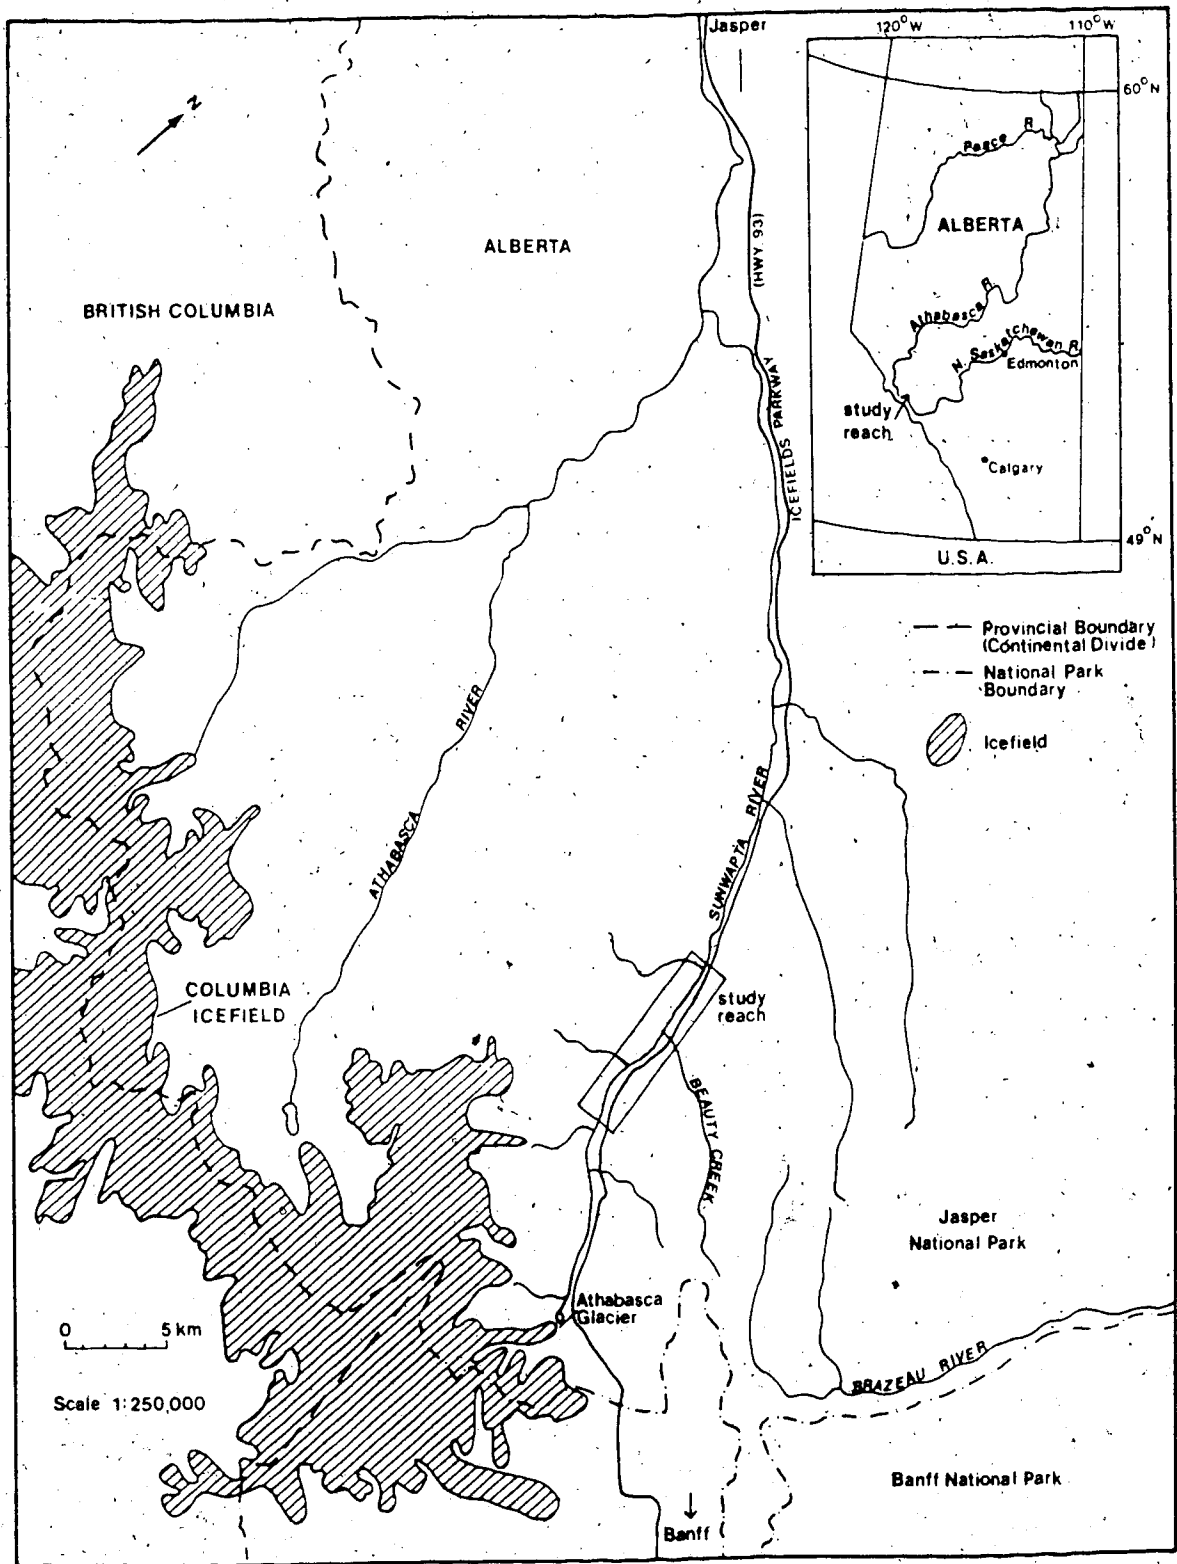 Jasper
120°W
110°W
60°N
N
Peace R.
ALBERTA
Athabasca R.
N. Saskatchewan R.
Edmonton
study
reach
Calgary
49°N
U.S.A.
ALBERTA
BRITISH COLUMBIA
(HWY. 93)
ICEFIELDS PARKWAY
Provincial Boundary
(Continental Divide)
National Park
Boundary
Icefield
ATHABASCA RIVER
SUNWAPTA RIVER
COLUMBIA
ICEFIELD
study
reach
BEAUTY CREEK
Jasper
National Park
Athabasca
Glacier
0 5 km
Scale 1:250,000
BRAZEAU RIVER
Banff National Park
Banff